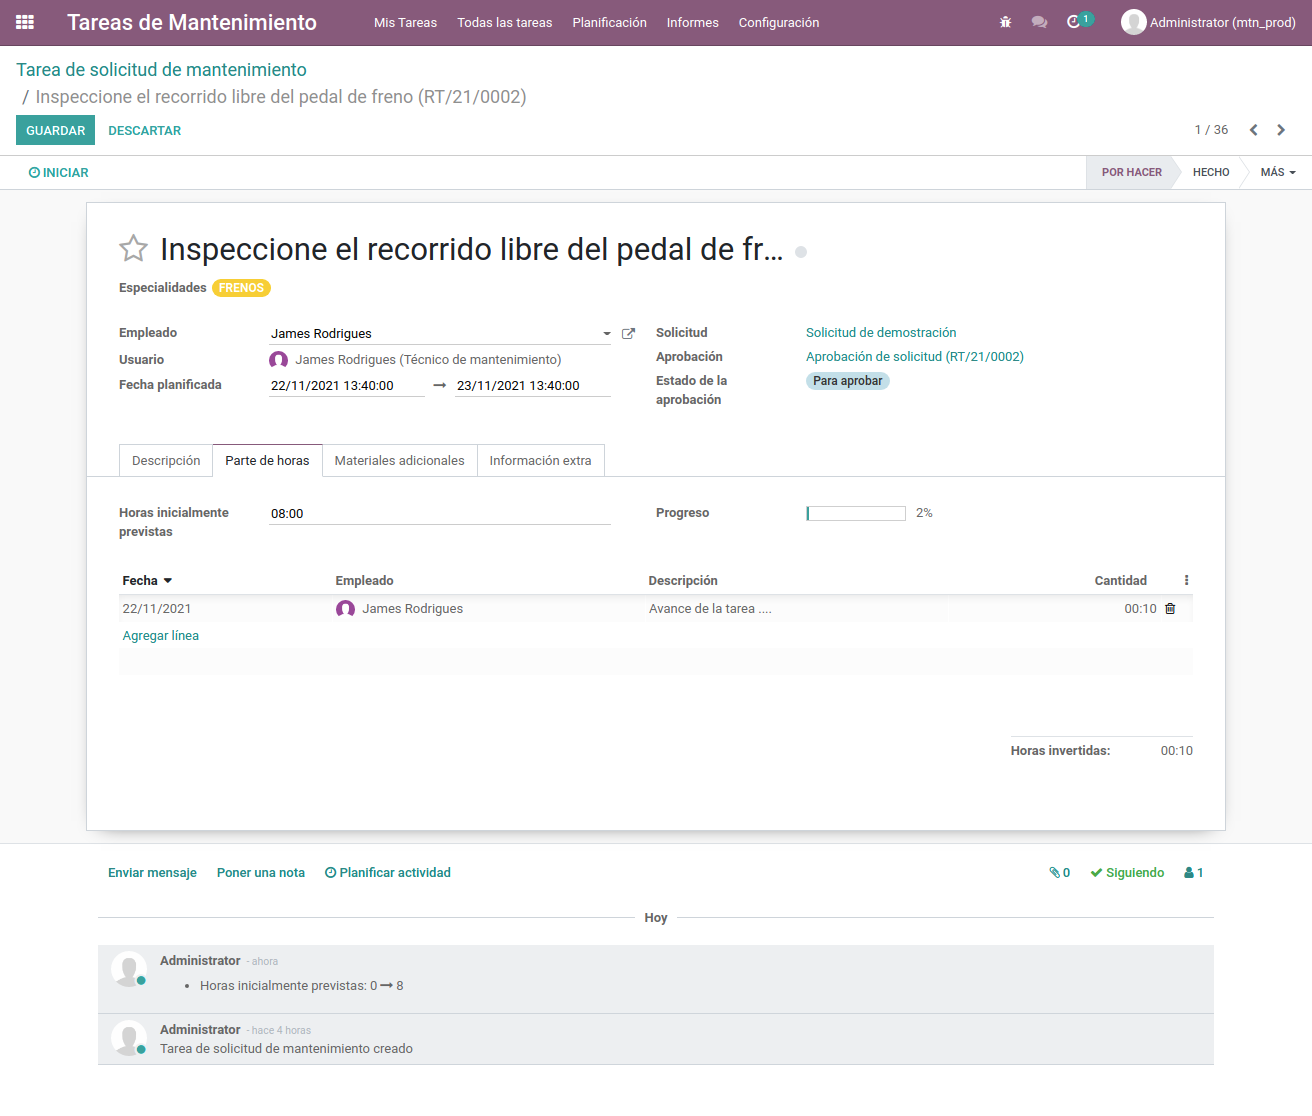 Tareas de Mantenimiento Mis Tareas Todas las tareas Planificación Informes Configuración 1 Administrator (mtn_prod)
Tarea de solicitud de mantenimiento
/ Inspeccione el recorrido libre del pedal de freno (RT/21/0002)
GUARDAR DESCARTAR 1 / 36
INICIAR POR HACER HECHO MÁS
Inspeccione el recorrido libre del pedal de fr...
Especialidades FRENOS
Empleado James Rodrigues Solicitud Solicitud de demostración
Usuario James Rodrigues (Técnico de mantenimiento) Aprobación Aprobación de solicitud (RT/21/0002)
Fecha planificada 22/11/2021 13:40:00 → 23/11/2021 13:40:00 Estado de la Para aprobar
aprobación
Descripción Parte de horas Materiales adicionales Información extra
Horas inicialmente 08:00 Progreso 2%
previstas
Fecha Empleado Descripción Cantidad
22/11/2021 James Rodrigues Avance de la tarea .... 00:10
Agregar línea
Horas invertidas: 00:10
Enviar mensaje Poner una nota Planificar actividad 0 Siguiendo 1
Hoy
Administrator - ahora
• Horas inicialmente previstas: 0 → 8
Administrator - hace 4 horas
Tarea de solicitud de mantenimiento creado